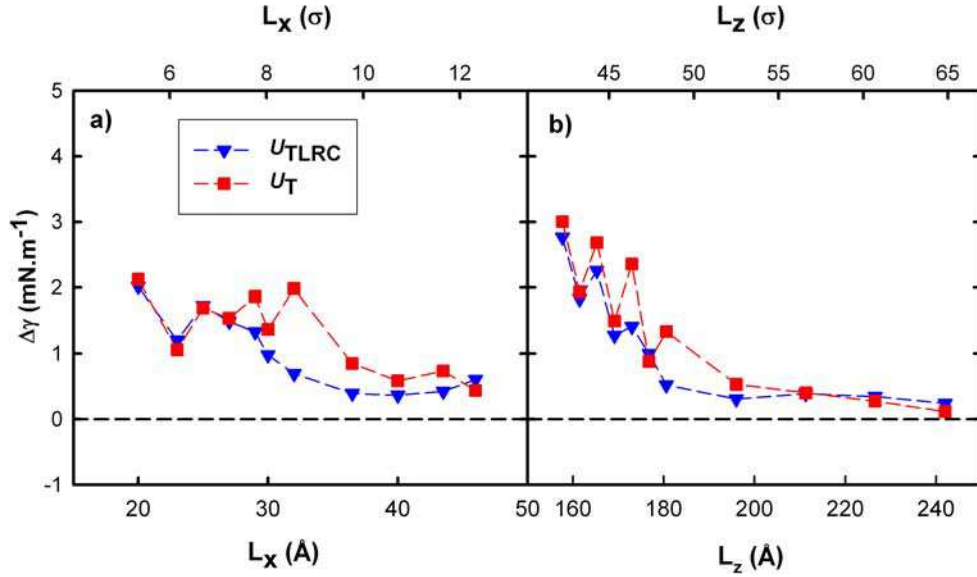 Lx (σ)
Lz (σ)
6 8 10 12
45 50 55 60 65
5
4
3
2
1
0
-1
a)
b)
UTLRC
UT
Δγ (mN.m-1)
20 30 40 50
160 180 200 220 240
Lx (Å)
Lz (Å)